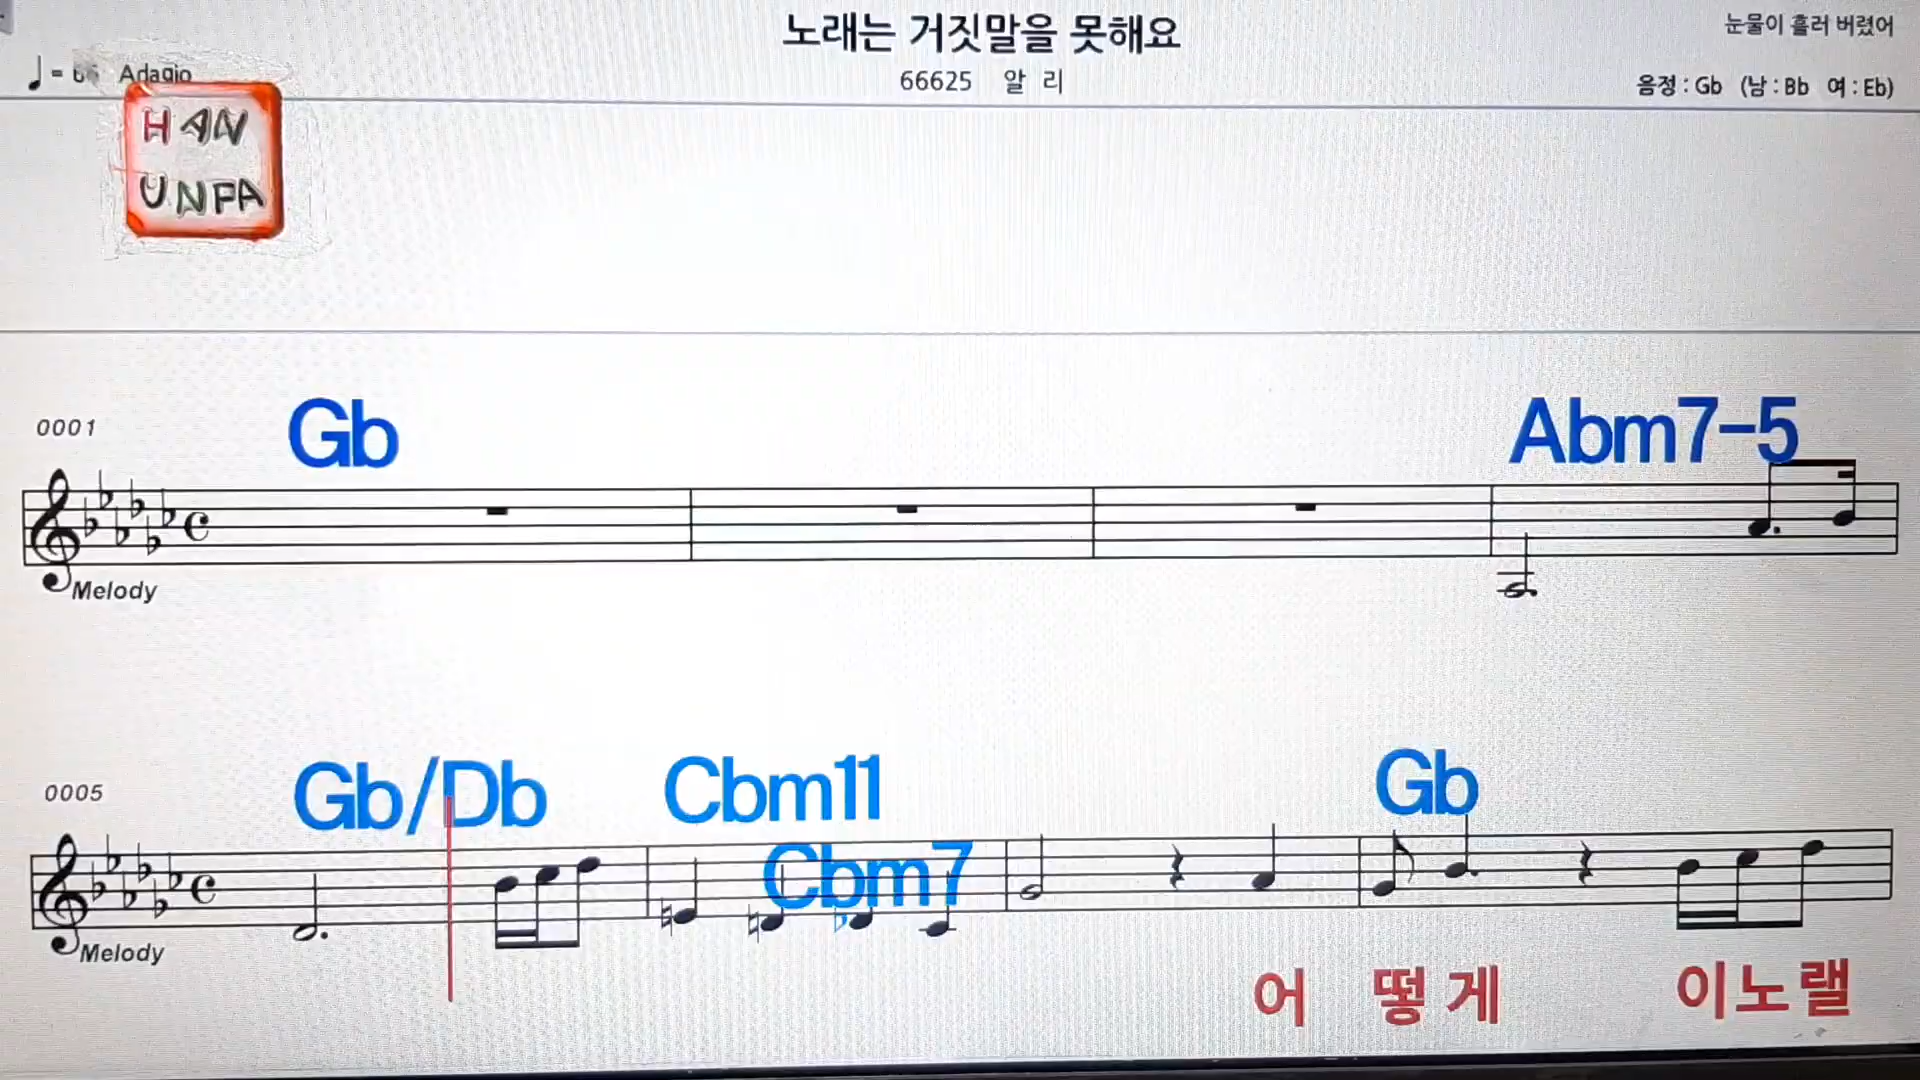 노래는 거짓말을 못해요
눈물이 흘러 버렸어
Adagio
66625 알 리
음정 : Gb (남 : Bb 여 : Eb)
HAN
UNPA
0001
Gb
Abm7-5
Melody
0005
Gb/Db
Cbm11
Cbm7
Gb
Melody
어 떻 게 이 노 랠